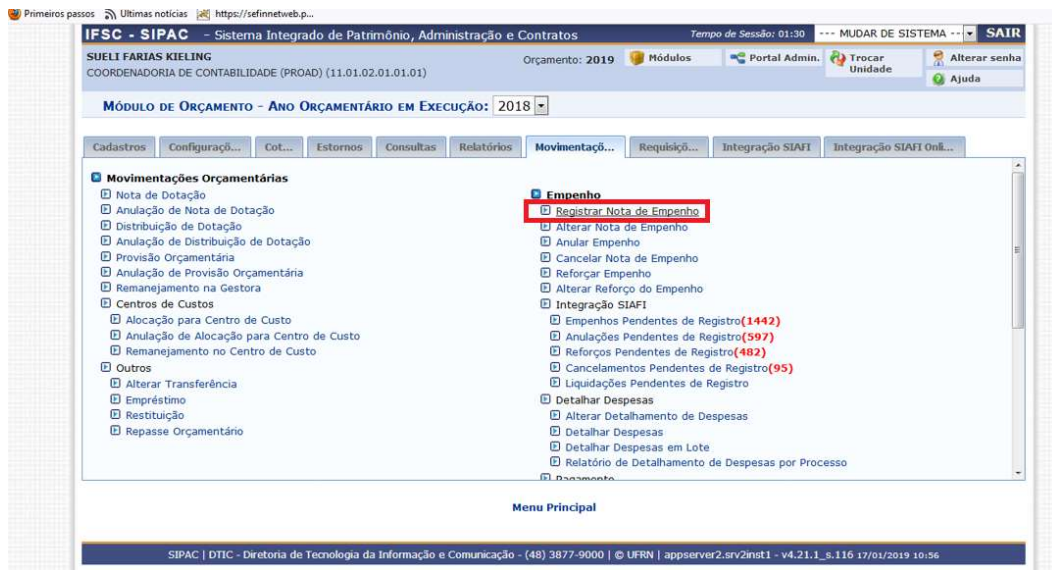 Primeiros passos Ultimas notícias https://sefinnetweb.p...
IFSC - SIPAC - Sistema Integrado de Patrimônio, Administração e Contratos Tempo de Sessão: 01:30 --- MUDAR DE SISTEMA --- SAIR
SUELI FARIAS KIELING Orçamento: 2019 Módulos Portal Admin. Trocar Unidade Alterar senha
COORDENADORIA DE CONTABILIDADE (PROAD) (11.01.02.01.01.01) Ajuda
MÓDULO DE ORÇAMENTO - ANO ORÇAMENTÁRIO EM EXECUÇÃO: 2018
Cadastros Configuraçõ... Cot... Estornos Consultas Relatórios Movimentaçõ... Requisiçõ... Integração SIAFI Integração SIAFI Onli...
Movimentações Orçamentárias
Nota de Dotação
Anulação de Nota de Dotação
Distribuição de Dotação
Anulação de Distribuição de Dotação
Provisão Orçamentária
Anulação de Provisão Orçamentária
Remanejamento na Gestora
Centros de Custos
Alocação para Centro de Custo
Anulação de Alocação para Centro de Custo
Remanejamento no Centro de Custo
Outros
Alterar Transferência
Empréstimo
Restituição
Repasse Orçamentário
Empenho
Registrar Nota de Empenho
Alterar Nota de Empenho
Anular Empenho
Cancelar Nota de Empenho
Reforçar Empenho
Alterar Reforço do Empenho
Integração SIAFI
Empenhos Pendentes de Registro(1442)
Anulações Pendentes de Registro(597)
Reforços Pendentes de Registro(482)
Cancelamentos Pendentes de Registro(95)
Liquidações Pendentes de Registro
Detalhar Despesas
Alterar Detalhamento de Despesas
Detalhar Despesas
Detalhar Despesas em Lote
Relatório de Detalhamento de Despesas por Processo
Pagamento
Menu Principal
SIPAC | DTIC - Diretoria de Tecnologia da Informação e Comunicação - (48) 3877-9000 | © UFRN | appserver2.srv2inst1 - v4.21.1_s.116 17/01/2019 10:56